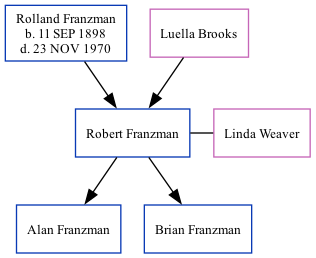 Rolland Franzman
b. 11 SEP 1898
d. 23 NOV 1970
Luella Brooks
Robert Franzman
Linda Weaver
Alan Franzman
Brian Franzman